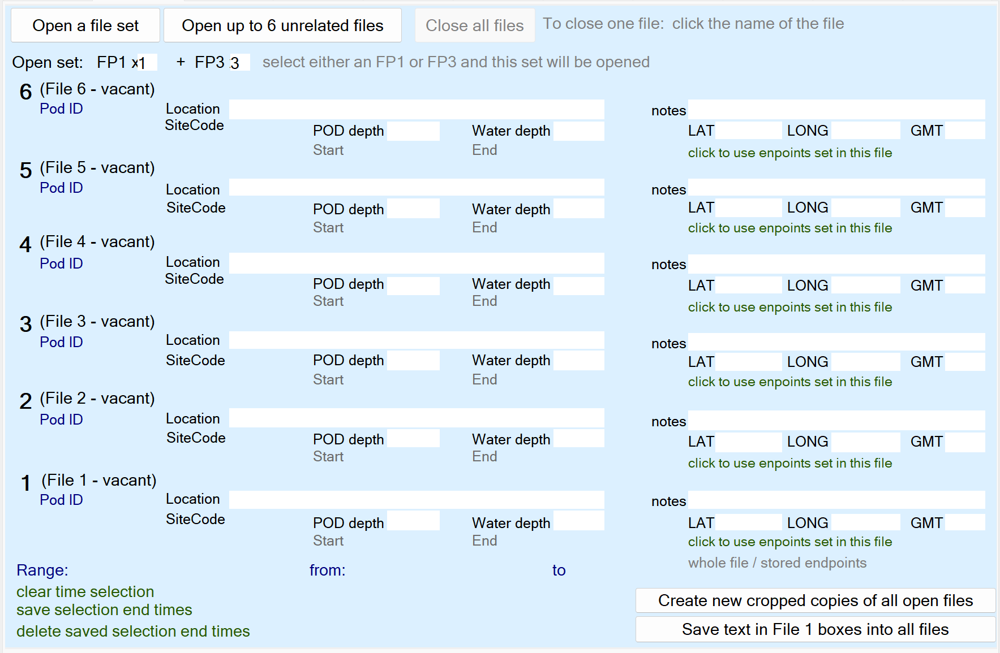 Open a file set Open up to 6 unrelated files Close all files To close one file: click the name of the file
Open set: FP1 x1 + FP3 :3 select either an FP1 or FP3 and this set will be opened
6 (File 6 - vacant)
Pod ID Location notes
SiteCode POD depth Water depth LAT LONG GMT
Start End click to use enpoints set in this file
5 (File 5 - vacant)
Pod ID Location notes
SiteCode POD depth Water depth LAT LONG GMT
Start End click to use enpoints set in this file
4 (File 4 - vacant)
Pod ID Location notes
SiteCode POD depth Water depth LAT LONG GMT
Start End click to use enpoints set in this file
3 (File 3 - vacant)
Pod ID Location notes
SiteCode POD depth Water depth LAT LONG GMT
Start End click to use enpoints set in this file
2 (File 2 - vacant)
Pod ID Location notes
SiteCode POD depth Water depth LAT LONG GMT
Start End click to use enpoints set in this file
1 (File 1 - vacant)
Pod ID Location notes
SiteCode POD depth Water depth LAT LONG GMT
Start End click to use enpoints set in this file
whole file / stored endpoints
Range: from: to
clear time selection
save selection end times
delete saved selection end times
Create new cropped copies of all open files
Save text in File 1 boxes into all files